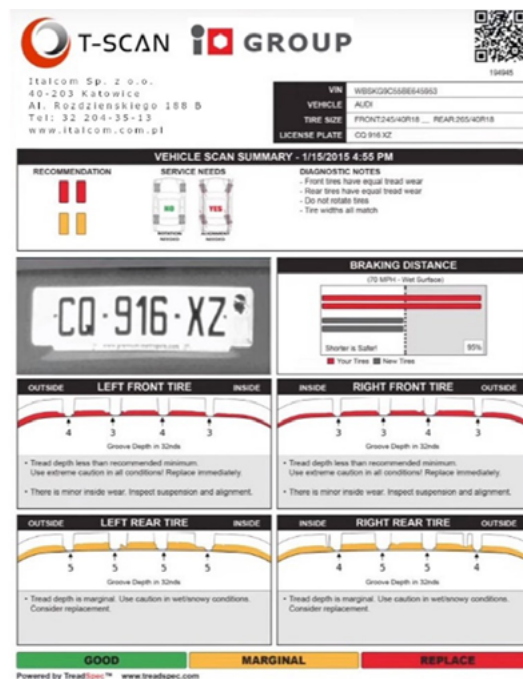 T-SCAN iO GROUP
194945
Italcom Sp. z o.o.
40-203 Katowice
Al. Rozdzienskiego 188 B
Tel: 32 204-35-13
www.italcom.com.pl
VIN WBSKG9C55BE645953
VEHICLE AUDI
TIRE SIZE FRONT:245/40R18 __ REAR:265/40R18
LICENSE PLATE CQ 916 XZ
VEHICLE SCAN SUMMARY - 1/15/2015 4:55 PM
RECOMMENDATION
SERVICE NEEDS
NO
YES
ROTATION NEEDED
ALIGNMENT NEEDED
DIAGNOSTIC NOTES
- Front tires have equal tread wear
- Rear tires have equal tread wear
- Do not rotate tires
- Tire widths all match
CQ·916·XZ
BRAKING DISTANCE
(70 MPH - Wet Surface)
Shorter is Safer!
95%
Your Tires New Tires
OUTSIDE LEFT FRONT TIRE INSIDE
4 3 4 3
Groove Depth in 32nds
• Tread depth less than recommended minimum.
Use extreme caution in all conditions! Replace immediately.
• There is minor inside wear. Inspect suspension and alignment.
INSIDE RIGHT FRONT TIRE OUTSIDE
3 3 4 3
Groove Depth in 32nds
• Tread depth less than recommended minimum.
Use extreme caution in all conditions! Replace immediately.
• There is minor inside wear. Inspect suspension and alignment.
OUTSIDE LEFT REAR TIRE INSIDE
5 5 5 5
Groove Depth in 32nds
• Tread depth is marginal. Use caution in wet/snowy conditions.
Consider replacement.
INSIDE RIGHT REAR TIRE OUTSIDE
4 5 5 4
Groove Depth in 32nds
• Tread depth is marginal. Use caution in wet/snowy conditions.
Consider replacement.
GOOD MARGINAL REPLACE
Powered by TreadSpec™ www.treadspec.com